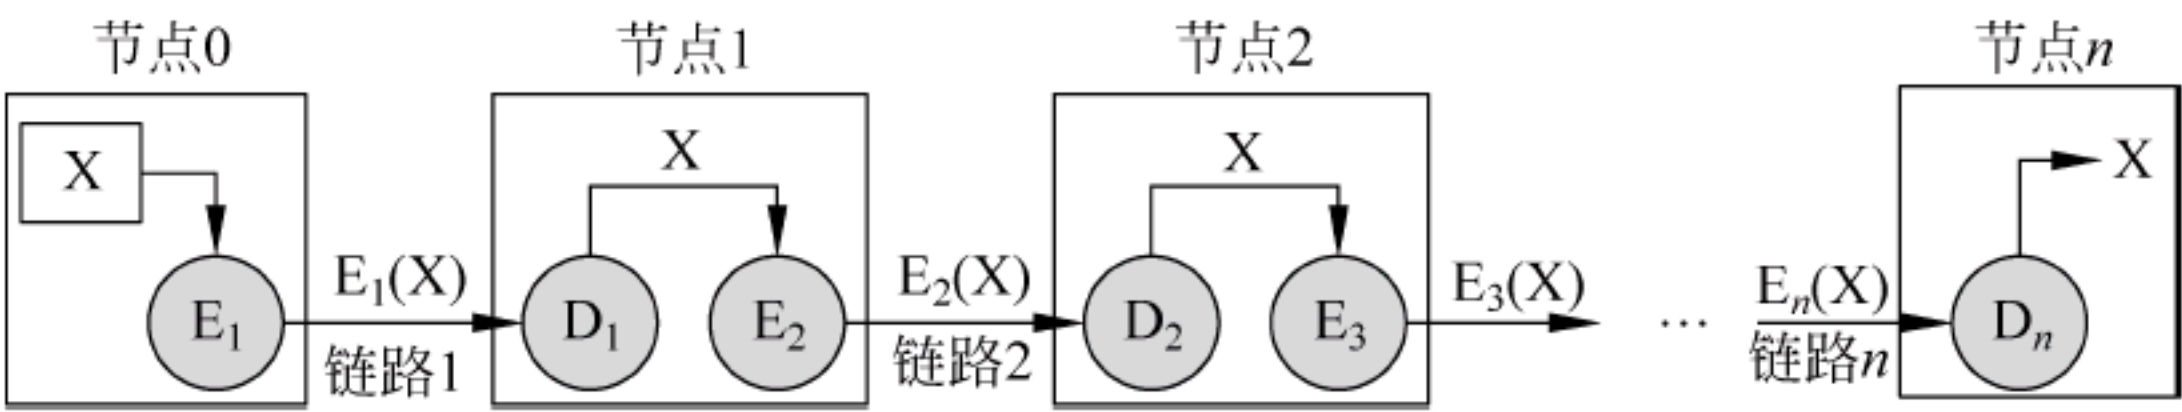 节点0
节点1
节点2
节点n
X
X
X
X
E₁
E₁(X)
链路1
D₁
E₂
E₂(X)
链路2
D₂
E₃
E₃(X)
…
Eₙ(X)
链路n
Dₙ